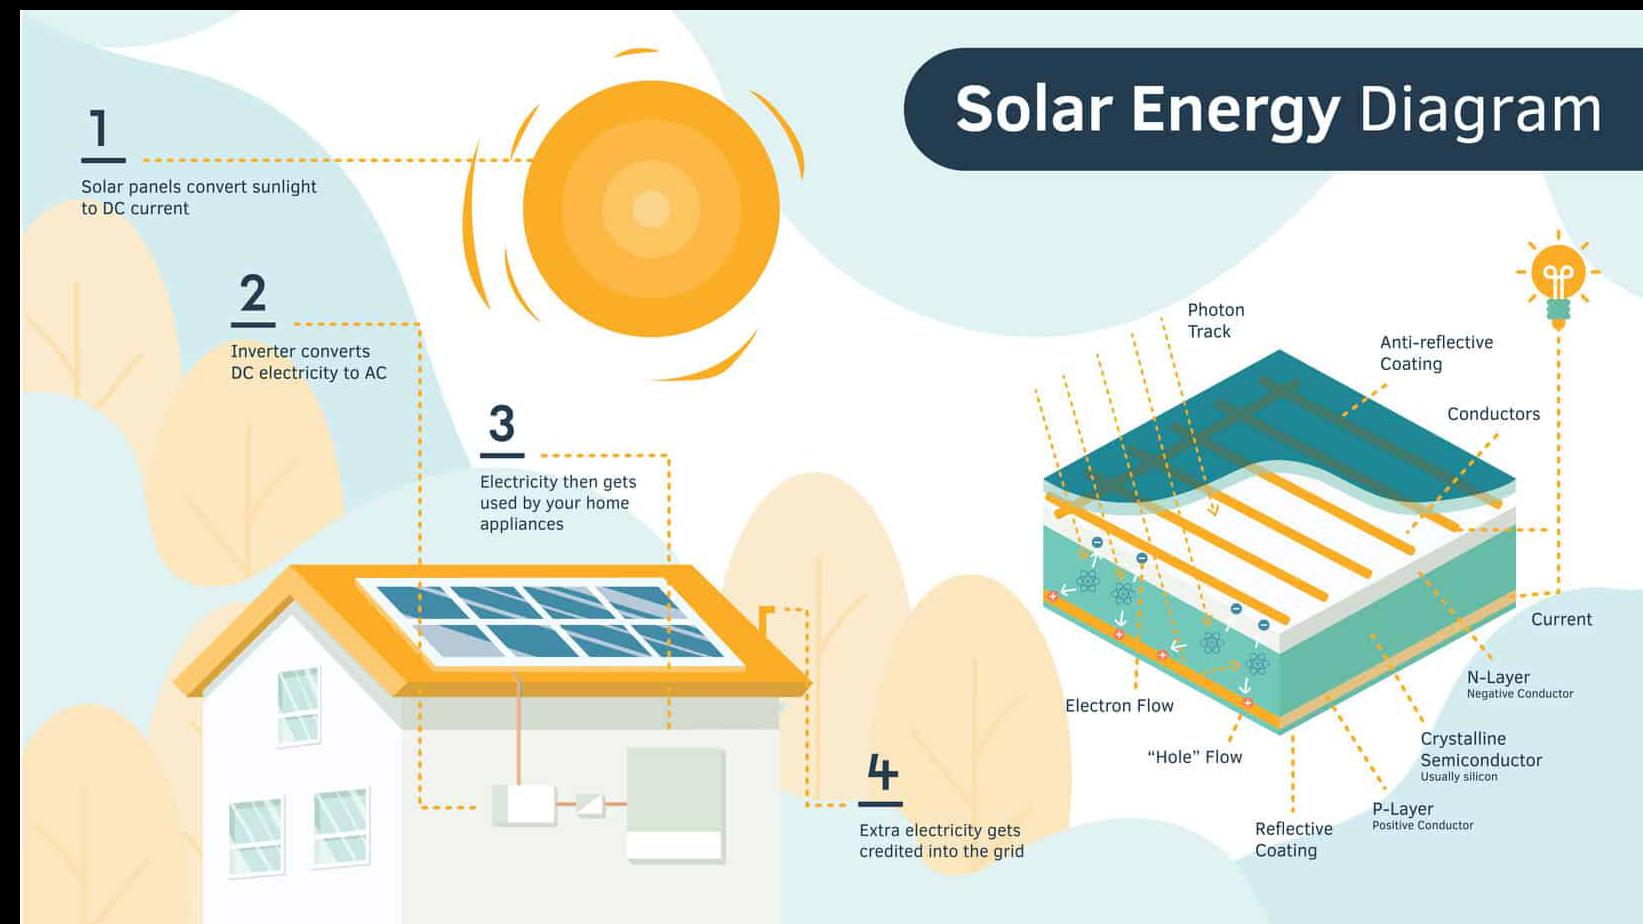 Solar Energy Diagram
1
Solar panels convert sunlight
to DC current
2
Inverter converts
DC electricity to AC
3
Electricity then gets
used by your home
appliances
4
Extra electricity gets
credited into the grid
Photon
Track
Anti-reflective
Coating
Conductors
Current
N-Layer
Negative Conductor
Electron Flow
“Hole” Flow
Crystalline
Semiconductor
Usually silicon
P-Layer
Positive Conductor
Reflective
Coating